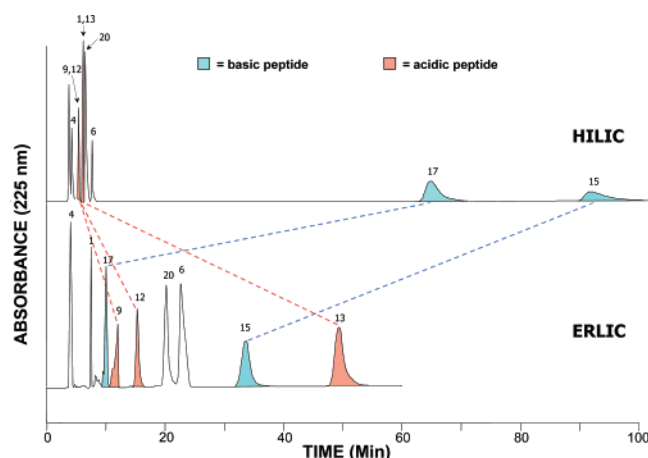 1,13
20
9,12
4
6
= basic peptide
= acidic peptide
HILIC
17
15
ABSORBANCE (225 nm)
4
1
17
9
12
20
6
15
13
ERLIC
0 20 40 60 80 100
TIME (Min)